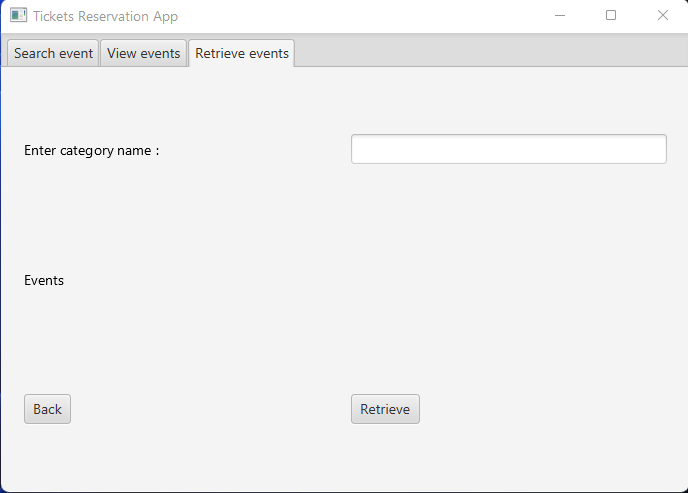 Tickets Reservation App
Search event View events Retrieve events
Enter category name :
Events
Back Retrieve